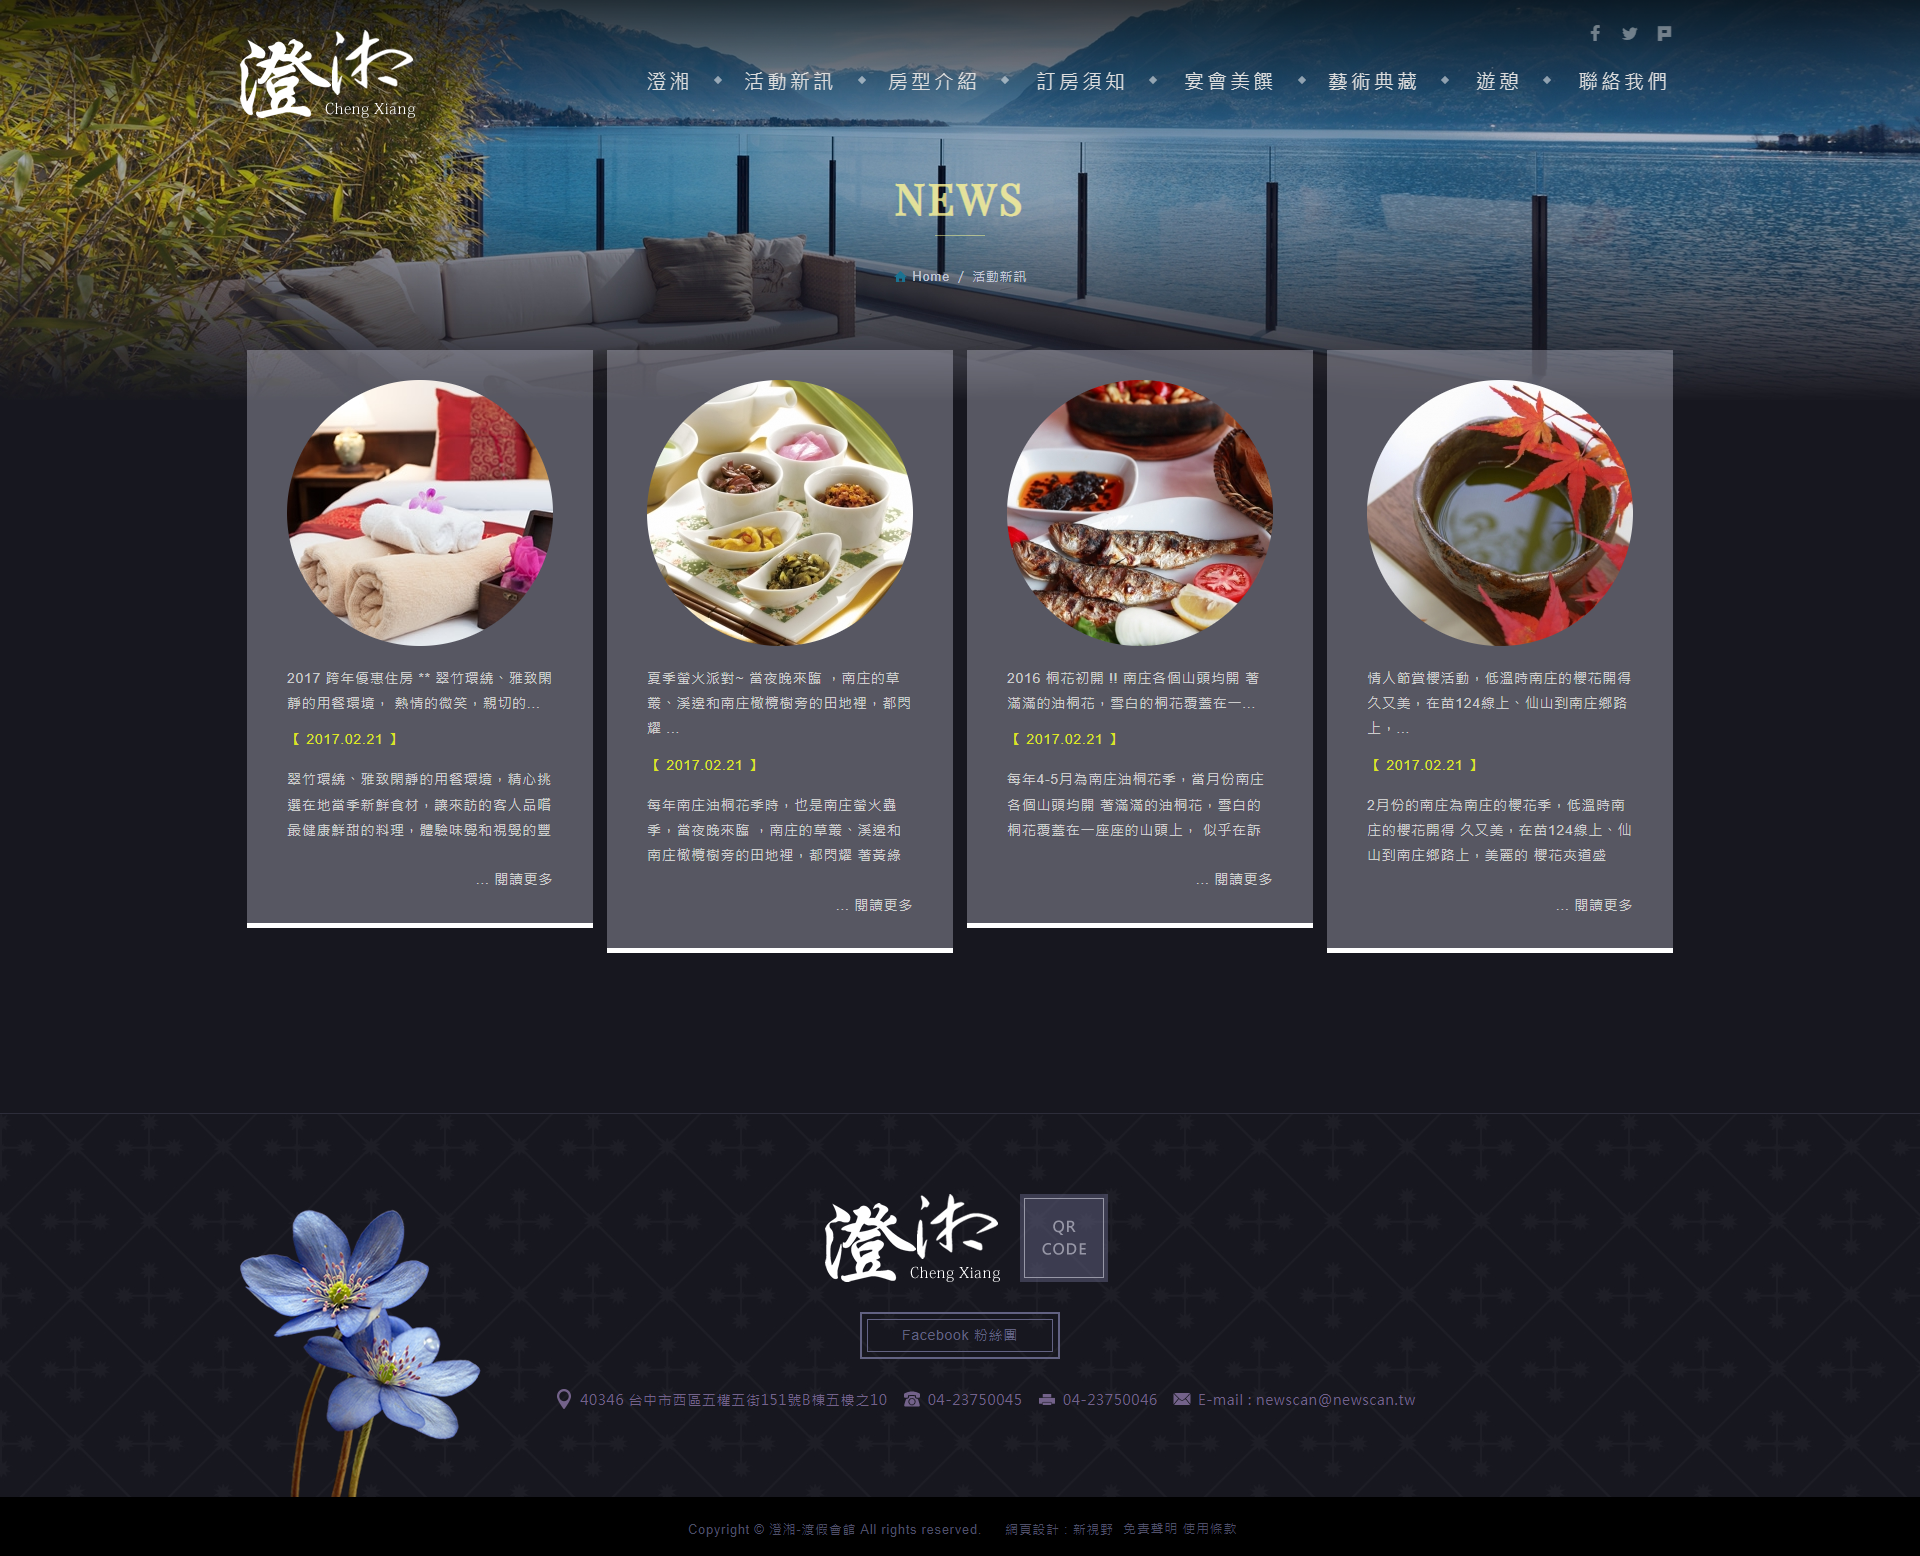 澄湘
Cheng Xiang
澄湘 活動新訊 房型介紹 訂房須知 宴會美饌 藝術典藏 遊憩 聯絡我們
NEWS
Home / 活動新訊
2017 跨年優惠住房 ** 翠竹環繞、雅致閑
靜的用餐環境， 熱情的微笑，親切的...
【 2017.02.21 】
翠竹環繞、雅致閑靜的用餐環境，精心挑
選在地當季新鮮食材，讓來訪的客人品嚐
最健康鮮甜的料理，體驗味覺和視覺的豐
... 閱讀更多
夏季螢火派對~ 當夜晚來臨 ，南庄的草
叢、溪邊和南庄橄欖樹旁的田地裡，都閃
耀 ...
【 2017.02.21 】
每年南庄油桐花季時，也是南庄螢火蟲
季，當夜晚來臨 ，南庄的草叢、溪邊和
南庄橄欖樹旁的田地裡，都閃耀 著黃綠
... 閱讀更多
2016 桐花初開 !! 南庄各個山頭均開 著
滿滿的油桐花，雪白的桐花覆蓋在一...
【 2017.02.21 】
每年4-5月為南庄油桐花季，當月份南庄
各個山頭均開 著滿滿的油桐花，雪白的
桐花覆蓋在一座座的山頭上， 似乎在訴
... 閱讀更多
情人節賞櫻活動，低溫時南庄的櫻花開得
久又美，在苗124線上、仙山到南庄鄉路
上，...
【 2017.02.21 】
2月份的南庄為南庄的櫻花季，低溫時南
庄的櫻花開得 久又美，在苗124線上、仙
山到南庄鄉路上，美麗的 櫻花夾道盛
... 閱讀更多
澄湘
Cheng Xiang
QR
CODE
Facebook 粉絲團
40346 台中市西區五權五街151號B棟五樓之10 04-23750045 04-23750046 E-mail : newscan@newscan.tw
Copyright © 澄湘-渡假會館 All rights reserved. 網頁設計 : 新視野 免責聲明 使用條款